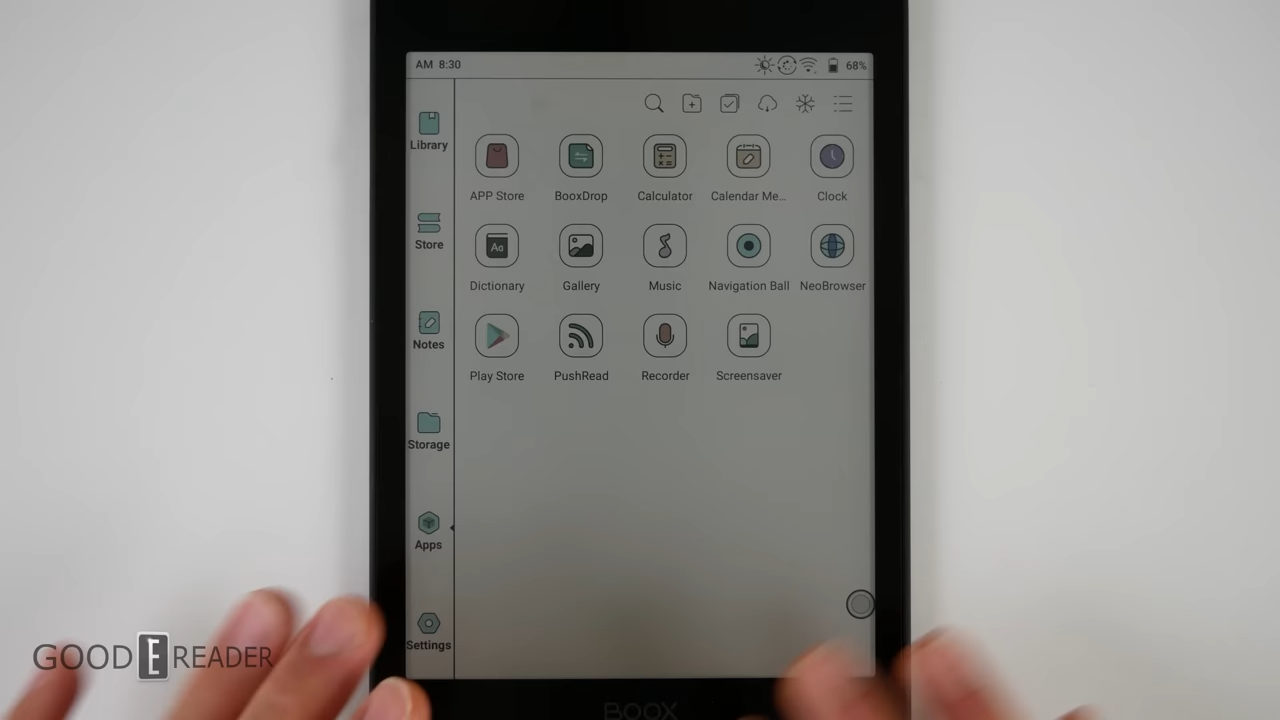 AM 8:30
68%
Library
Store
Notes
Storage
Apps
Settings
APP Store
BooxDrop
Calculator
Calendar Me...
Clock
Dictionary
Aa
Gallery
Music
Navigation Ball
NeoBrowser
Play Store
PushRead
Recorder
Screensaver
GOOD E READER
BOOX